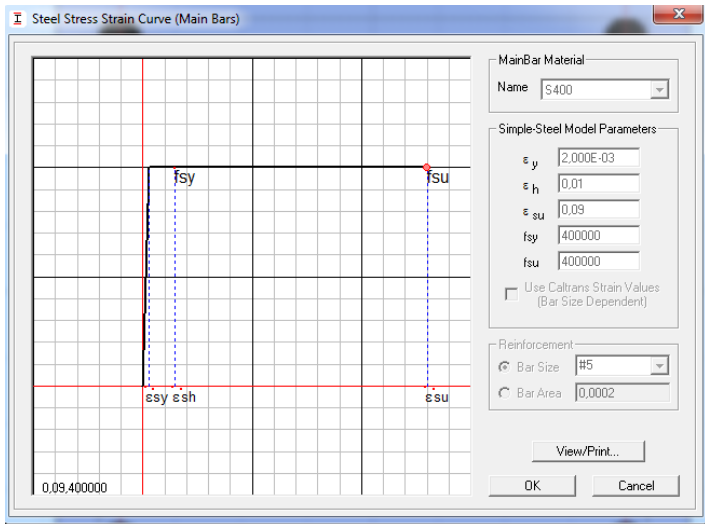 Steel Stress Strain Curve (Main Bars)
fsy
fsu
εsy εsh
εsu
0,09,400000
MainBar Material
Name S400
Simple-Steel Model Parameters
ε y 2,000E-03
ε h 0,01
ε su 0,09
fsy 400000
fsu 400000
Use Caltrans Strain Values
(Bar Size Dependent)
Reinforcement
Bar Size #5
Bar Area 0,0002
View/Print...
OK Cancel